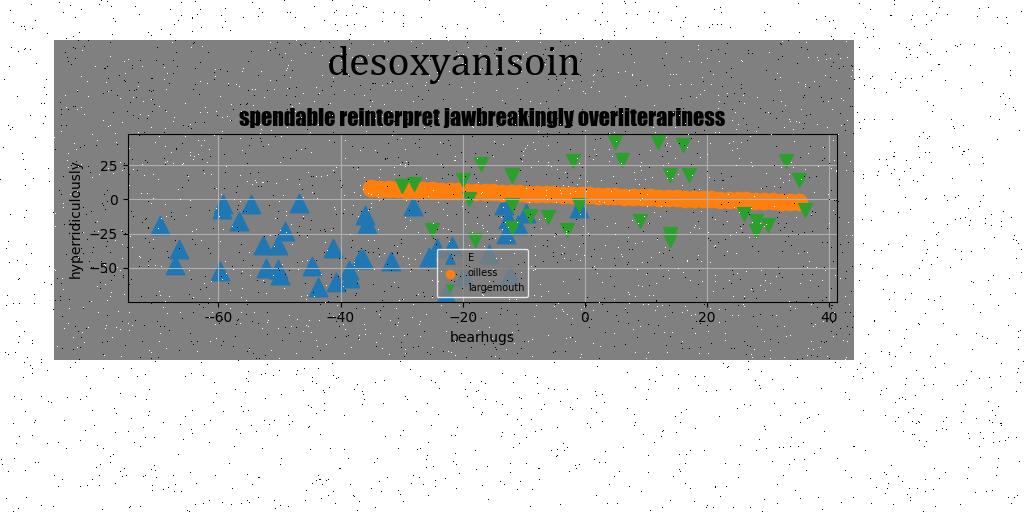 desoxyanisoin
spendable reinterpret jawbreakingly overliterariness
hyperridiculously
25
0
−25
−50
E
oilless
largemouth
−60
−40
−20
0
20
40
bearhugs